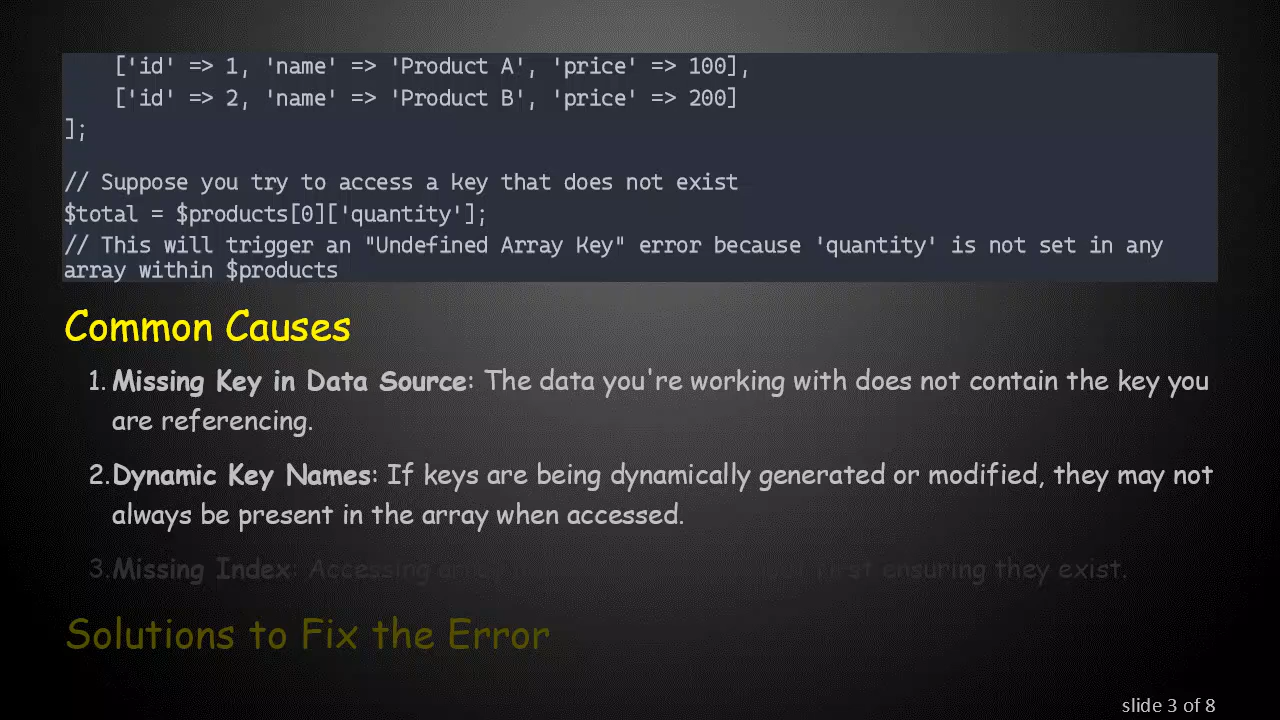 ['id' => 1, 'name' => 'Product A', 'price' => 100],
['id' => 2, 'name' => 'Product B', 'price' => 200]
];
// Suppose you try to access a key that does not exist
$total = $products[0]['quantity'];
// This will trigger an "Undefined Array Key" error because 'quantity' is not set in any
array within $products
Common Causes
1. Missing Key in Data Source: The data you're working with does not contain the key you
are referencing.
2. Dynamic Key Names: If keys are being dynamically generated or modified, they may not
always be present in the array when accessed.
3. Missing Index: Accessing array first ensuring they exist.
Solutions to Fix the Error
slide 3 of 8